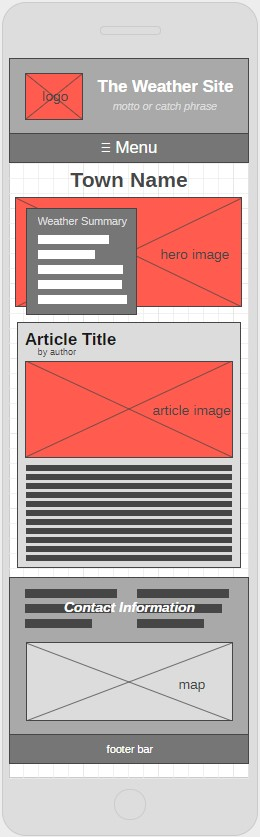 logo
The Weather Site
motto or catch phrase
☰ Menu
Town Name
Weather Summary
hero image
Article Title
by author
article image
Contact Information
map
footer bar